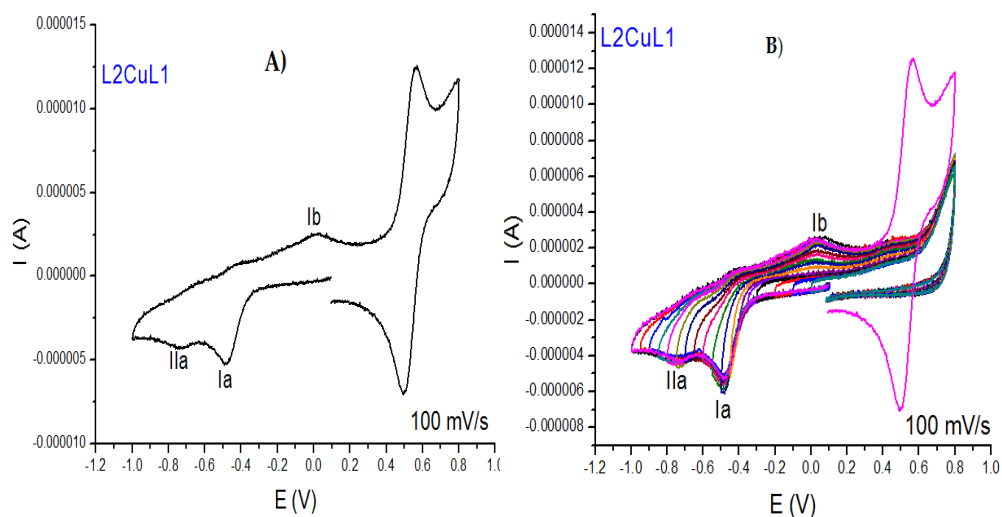 A)
L2CuL1
I (A)
0.000015
0.000010
0.000005
0.000000
-0.000005
-0.000010
Ib
IIa
Ia
100 mV/s
-1.2 -1.0 -0.8 -0.6 -0.4 -0.2 0.0 0.2 0.4 0.6 0.8 1.0
E (V)
B)
L2CuL1
I (A)
0.000014
0.000012
0.000010
0.000008
0.000006
0.000004
0.000002
0.000000
-0.000002
-0.000004
-0.000006
-0.000008
Ib
IIa
Ia
100 mV/s
-1.2 -1.0 -0.8 -0.6 -0.4 -0.2 0.0 0.2 0.4 0.6 0.8 1.0
E (V)